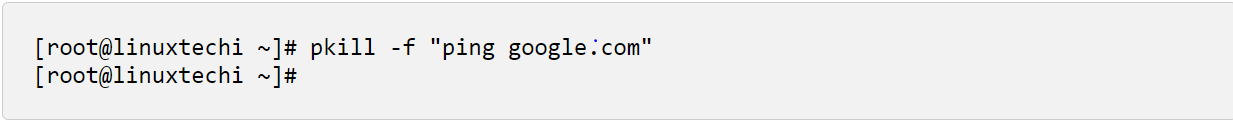 [root@linuxtechi ~]# pkill -f "ping google.com"
[root@linuxtechi ~]#